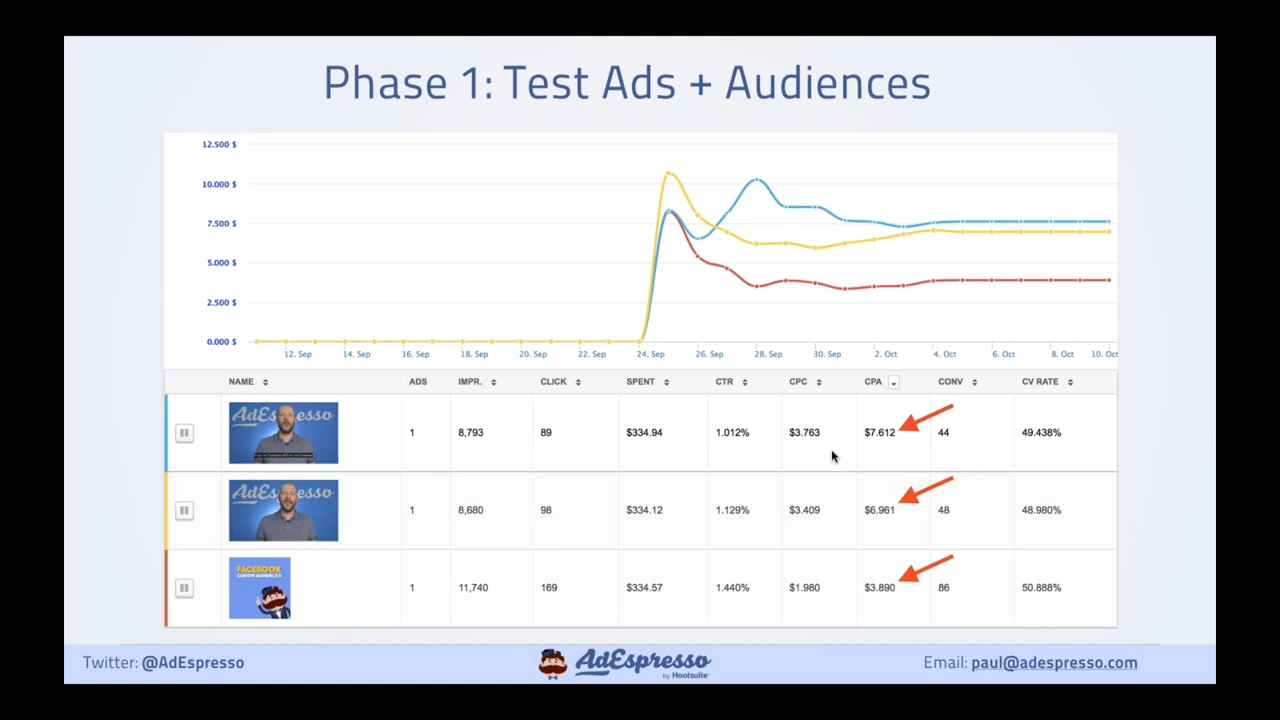 Phase 1: Test Ads + Audiences
12.500 $
10.000 $
7.500 $
5.000 $
2.500 $
0.000 $
12. Sep 14. Sep 16. Sep 18. Sep 20. Sep 22. Sep 24. Sep 26. Sep 28. Sep 30. Sep 2. Oct 4. Oct 6. Oct 8. Oct 10. Oct
NAME ADS IMPR. CLICK SPENT CTR CPC CPA CONV CV RATE
AdEspresso
1 8,793 89 $334.94 1.012% $3.763 $7.612 44 49.438%
AdEspresso
1 8,680 98 $334.12 1.129% $3.409 $6.961 48 48.980%
FACEBOOK
CUSTOM AUDIENCES
1 11,740 169 $334.57 1.440% $1.980 $3.890 86 50.888%
Twitter: @AdEspresso
AdEspresso
by Hootsuite
Email: paul@adespresso.com